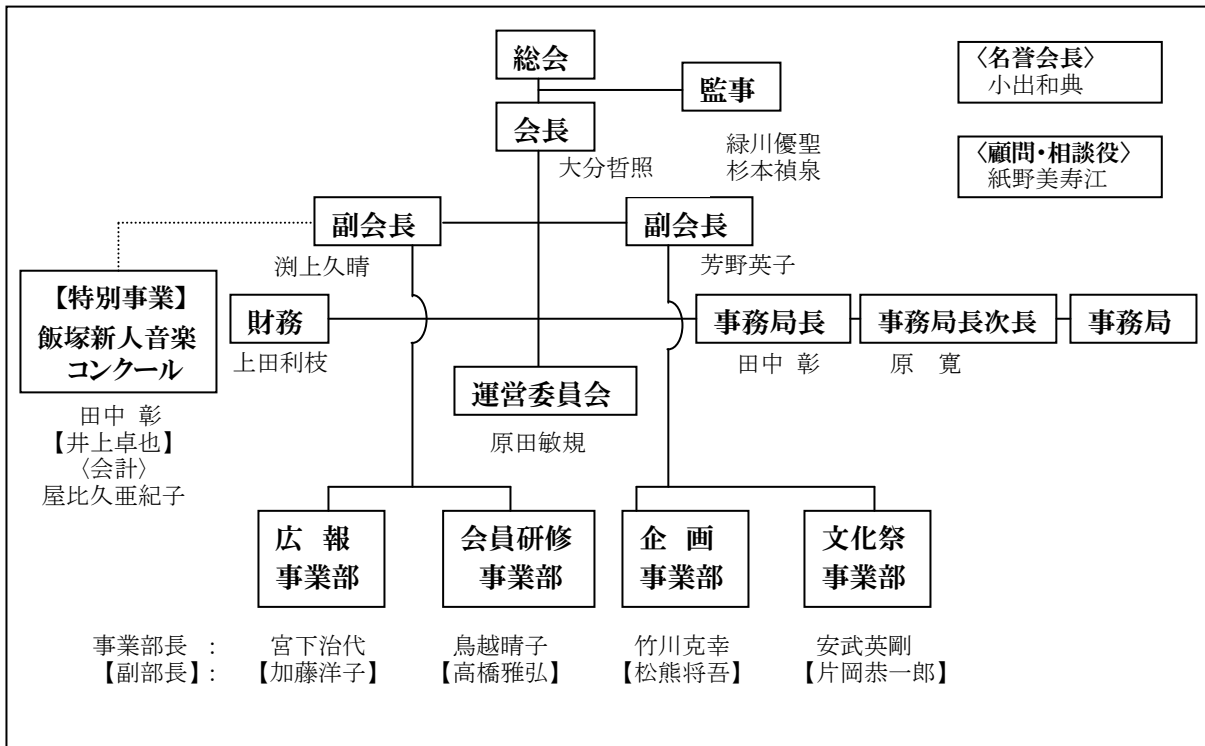 総会
監事
〈名誉会長〉
小出和典
会長
大分哲照
緑川優聖
杉本禎泉
〈顧問・相談役〉
紙野美寿江
副会長
渕上久晴
副会長
芳野英子
【特別事業】
飯塚新人音楽
コンクール
田中 彰
【井上卓也】
〈会計〉
屋比久亜紀子
財務
上田利枝
事務局長
田中 彰
事務局長次長
原 寛
事務局
運営委員会
原田敏規
広 報
事業部
会員研修
事業部
企 画
事業部
文化祭
事業部
事業部長 : 宮下治代 鳥越晴子 竹川克幸 安武英剛
【副部長】: 【加藤洋子】 【高橋雅弘】 【松熊将吾】 【片岡恭一郎】